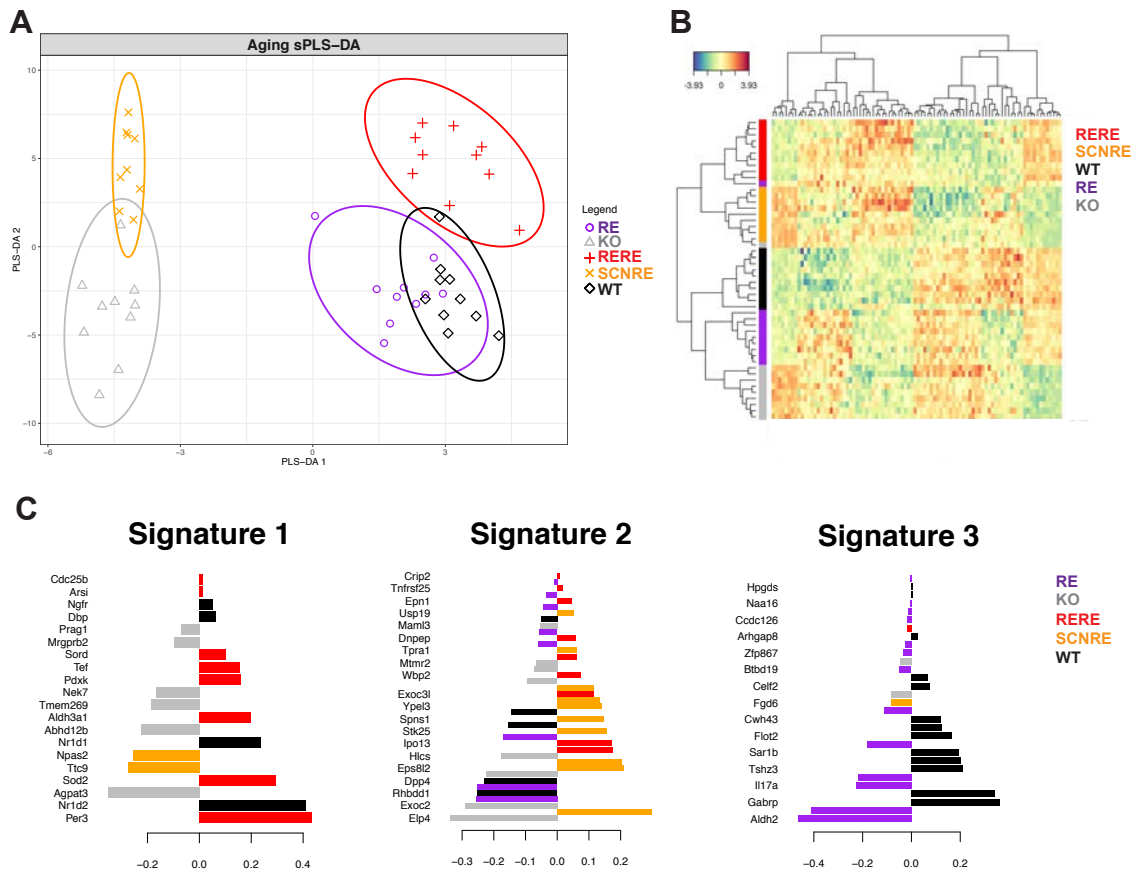 A
Aging sPLS–DA
10
5
0
−5
−10
−6
−3
0
3
PLS–DA 1
PLS–DA 2
Legend
RE
KO
RERE
SCNRE
WT
B
-3.93 0 3.93
RERE
SCNRE
WT
RE
KO
C
Signature 1
Cdc25b
Arsi
Ngfr
Dbp
Prag1
Mrgprb2
Sord
Tef
Pdxk
Nek7
Tmem269
Aldh3a1
Abhd12b
Nr1d1
Npas2
Ttc9
Sod2
Agpat3
Nr1d2
Per3
−0.2 0.0 0.2 0.4
Signature 2
Crip2
Tnfrsf25
Epn1
Usp19
Maml3
Dnpep
Tpra1
Mtmr2
Wbp2
Exoc3l
Ypel3
Spns1
Stk25
Ipo13
Hlcs
Eps8l2
Dpp4
Rhbdd1
Exoc2
Elp4
−0.3 −0.1 0.0 0.1 0.2
Signature 3
Hpgds
Naa16
Ccdc126
Arhgap8
Zfp867
Btbd19
Celf2
Fgd6
Cwh43
Flot2
Sar1b
Tshz3
Il17a
Gabrp
Aldh2
−0.4 −0.2 0.0 0.2
RE
KO
RERE
SCNRE
WT